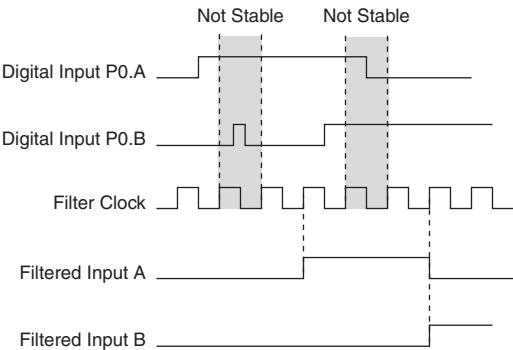 Not Stable Not Stable
Digital Input P0.A
Digital Input P0.B
Filter Clock
Filtered Input A
Filtered Input B